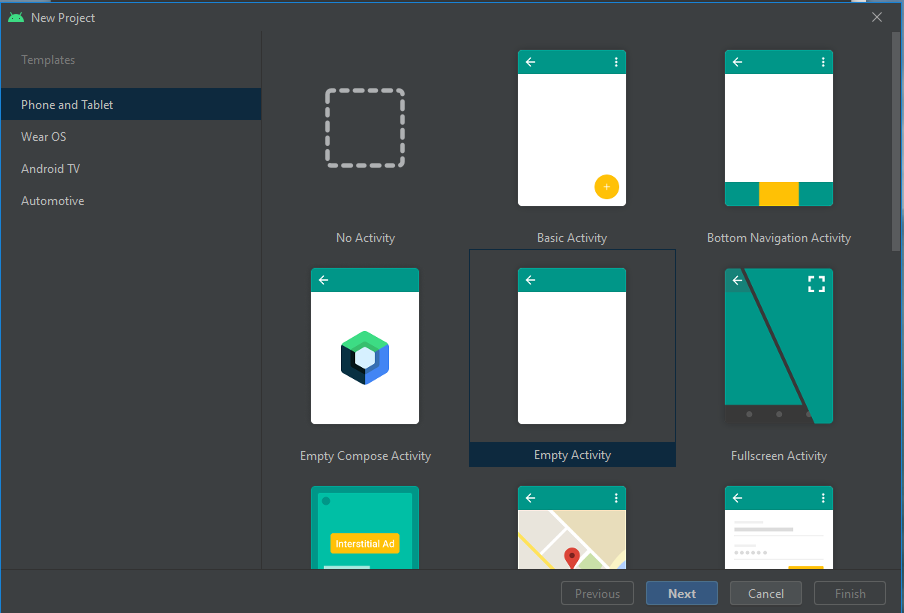 New Project
Templates
Phone and Tablet
Wear OS
Android TV
Automotive
No Activity
Basic Activity
Bottom Navigation Activity
Empty Compose Activity
Empty Activity
Fullscreen Activity
Interstitial Ad
Previous
Next
Cancel
Finish